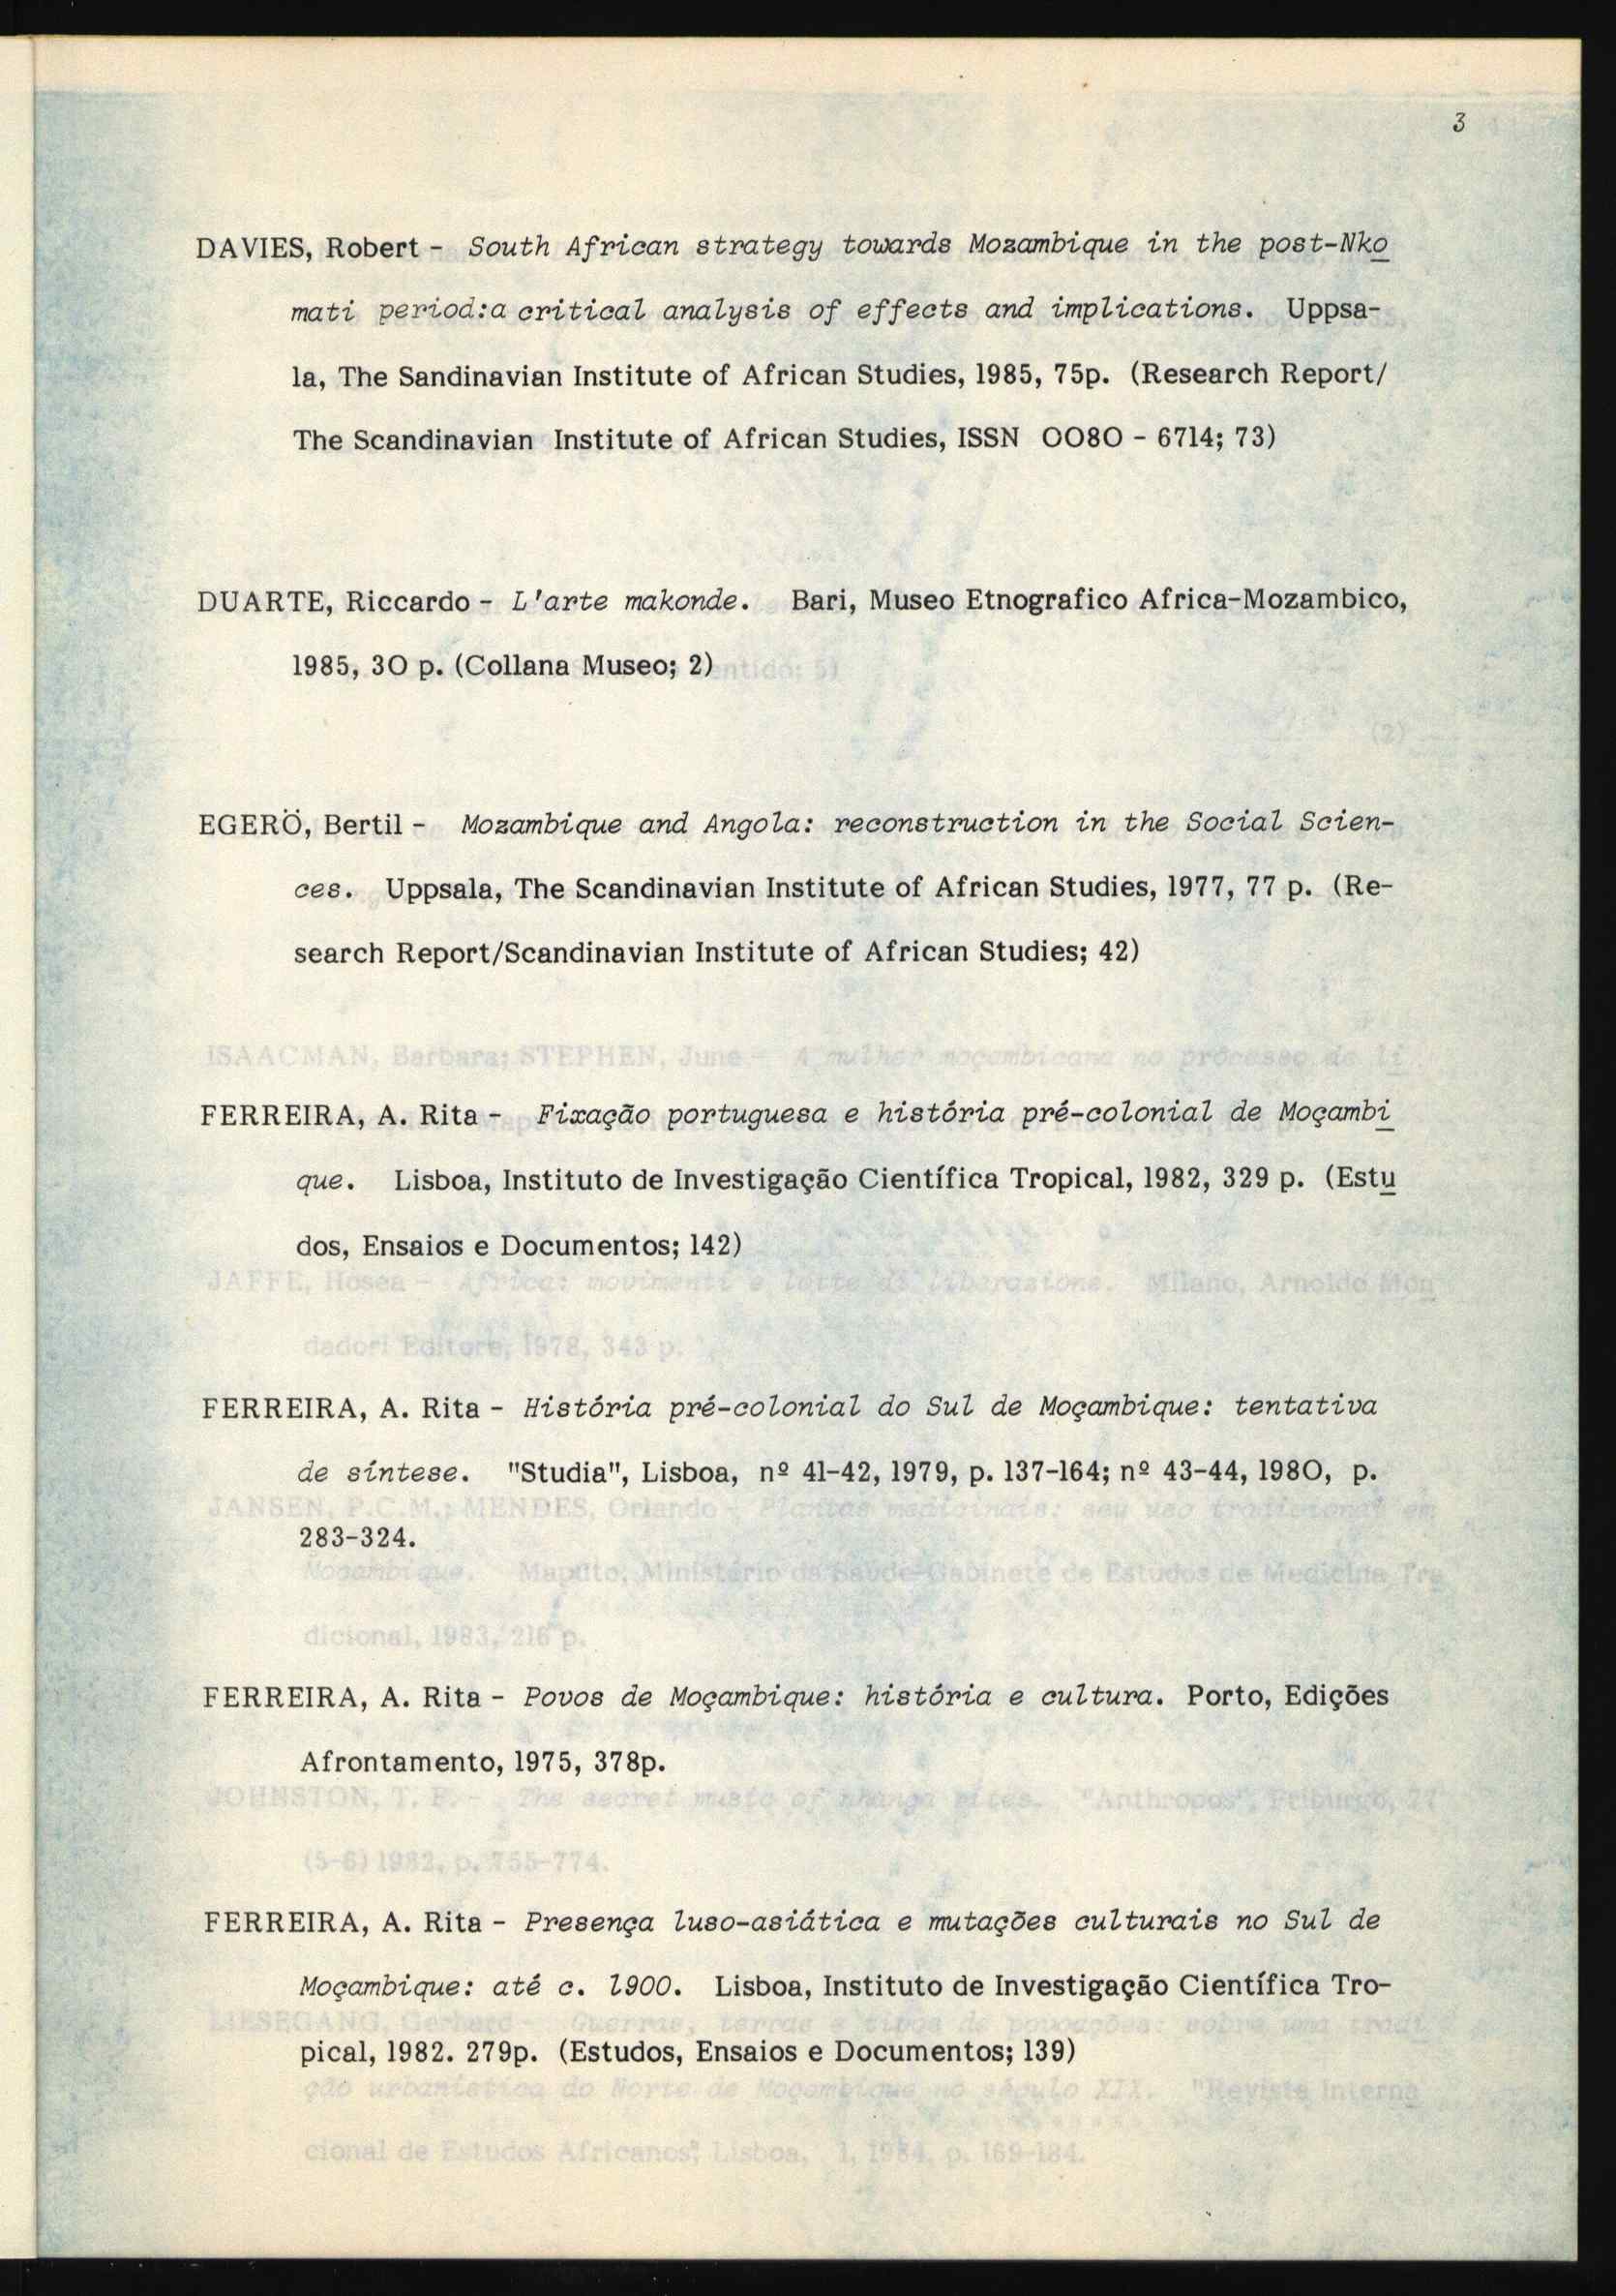 3
DAVIES, Robert - South African strategy towards Mozambique in the post-Nko
mati period:a critical analysis of effects and implications. Uppsa-
la, The Sandinavian Institute of African Studies, 1985, 75p. (Research Report/
The Scandinavian Institute of African Studies, ISSN OO8O - 6714; 73)
DUARTE, Riccardo - L'arte makonde. Bari, Museo Etnografico Africa-Mozambico,
1985, 3O p. (Collana Museo; 2)
EGERÖ, Bertil - Mozambique and Angola: reconstruction in the Social Scien-
ces. Uppsala, The Scandinavian Institute of African Studies, 1977, 77 p. (Re-
search Report/Scandinavian Institute of African Studies; 42)
FERREIRA, A. Rita - Fixação portuguesa e história pré-colonial de Moçambi
que. Lisboa, Instituto de Investigação Científica Tropical, 1982, 329 p. (Estu
dos, Ensaios e Documentos; 142)
FERREIRA, A. Rita - História pré-colonial do Sul de Moçambique: tentativa
de síntese. "Studia", Lisboa, nº 41-42, 1979, p. 137-164; nº 43-44, 198O, p.
283-324.
FERREIRA, A. Rita - Povos de Moçambique: história e cultura. Porto, Edições
Afrontamento, 1975, 378p.
FERREIRA, A. Rita - Presença luso-asiática e mutações culturais no Sul de
Moçambique: até c. 1900. Lisboa, Instituto de Investigação Científica Tro-
pical, 1982. 279p. (Estudos, Ensaios e Documentos; 139)